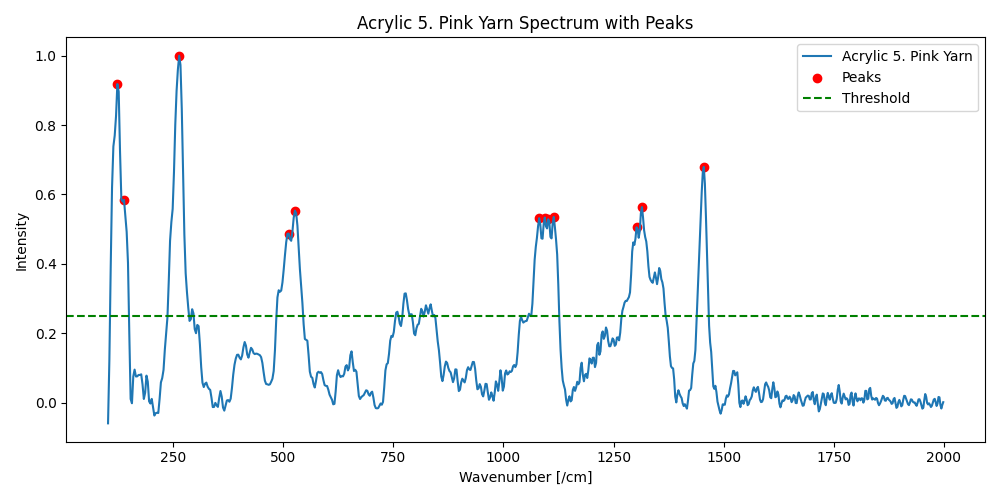 Acrylic 5. Pink Yarn Spectrum with Peaks
Acrylic 5. Pink Yarn
Peaks
Threshold
Intensity
1.0
0.8
0.6
0.4
0.2
0.0
250 500 750 1000 1250 1500 1750 2000
Wavenumber [/cm]